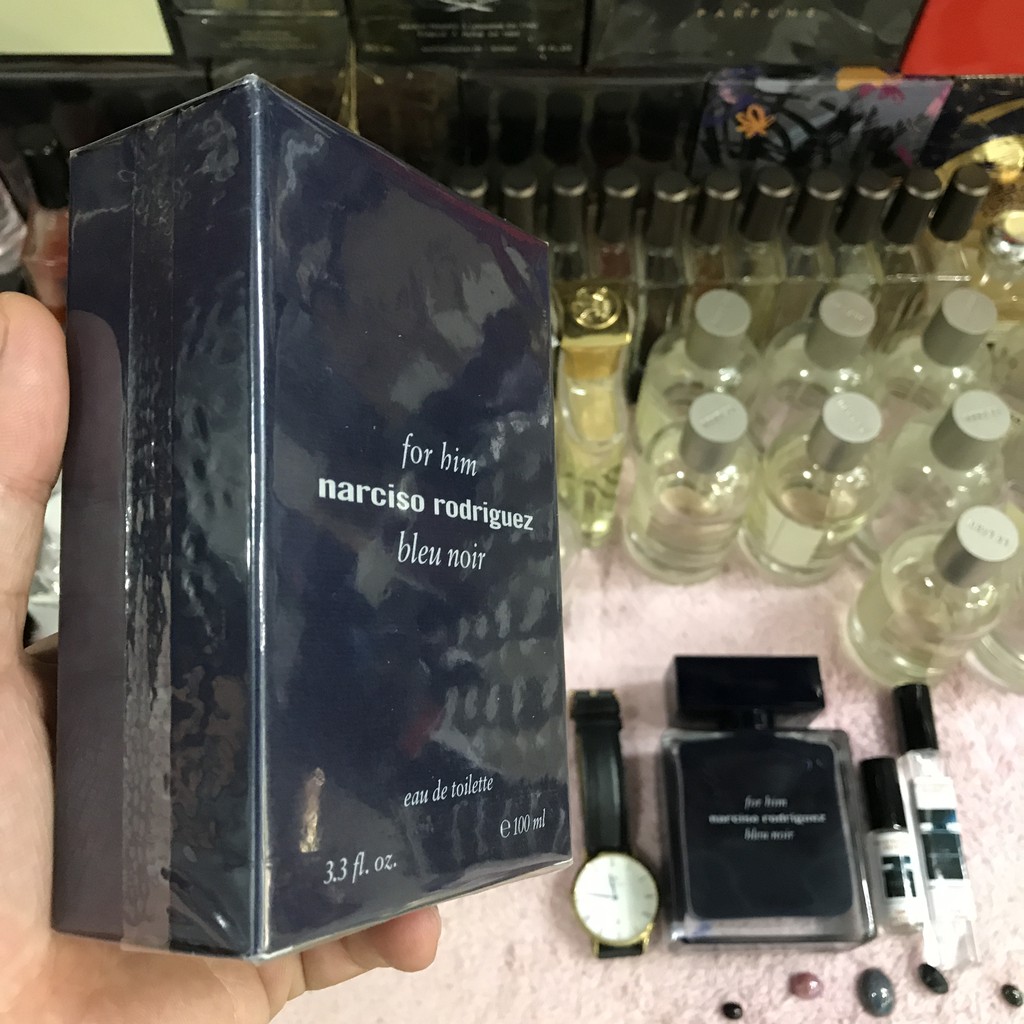 PARFUMS
for him
narciso rodriguez
bleu noir
eau de toilette
e 100 ml
3.3 fl. oz.
for him
narciso rodriguez
bleu noir